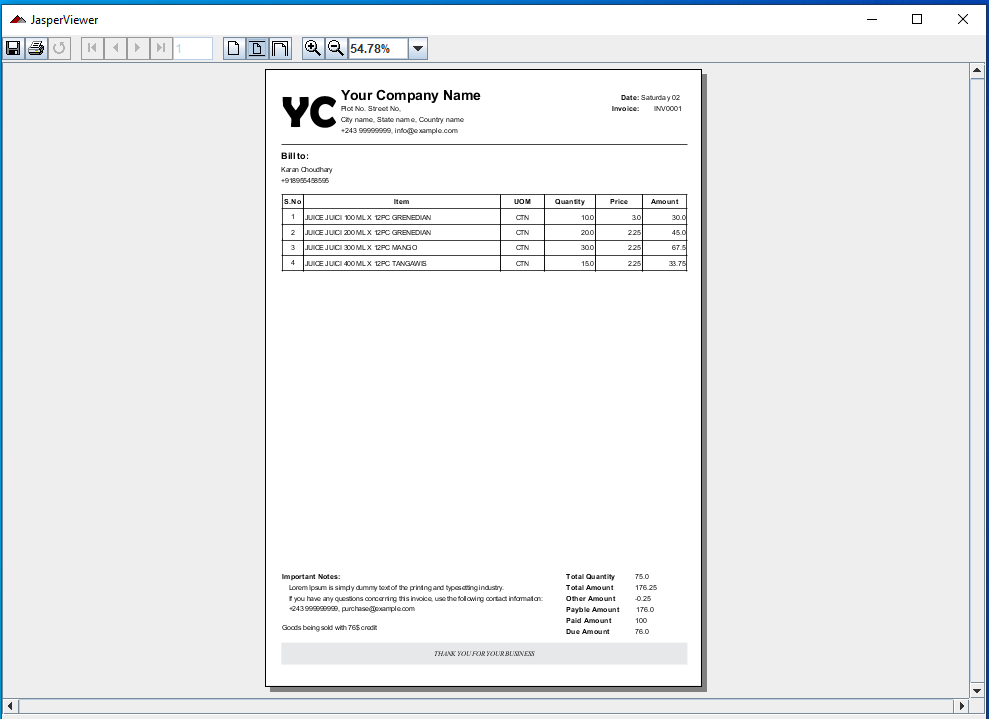 JasperViewer
1
54.78%
YC
Your Company Name
Plot No. Street No,
City name, State name, Country name
+243 99999999, info@example.com
Date: Saturday 02
Invoice: INV0001
Bill to:
Karan Choudhary
+918955458595
S.No Item UOM Quantity Price Amount
1 JUICE JUICI 100 ML X 12PC GRENEDIAN CTN 10.0 3.0 30.0
2 JUICE JUICI 200 ML X 12PC GRENEDIAN CTN 20.0 2.25 45.0
3 JUICE JUICI 300 ML X 12PC MANGO CTN 30.0 2.25 67.5
4 JUICE JUICI 400 ML X 12PC TANGAWIS CTN 15.0 2.25 33.75
Important Notes:
Lorem Ipsum is simply dummy text of the printing and typesetting industry.
If you have any questions concerning this invoice, use the following contact information:
+243 999999999, purchase@example.com
Goods being sold with 76$ credit
Total Quantity 75.0
Total Amount 176.25
Other Amount -0.25
Payble Amount 176.0
Paid Amount 100
Due Amount 76.0
THANK YOU FOR YOUR BUSINESS